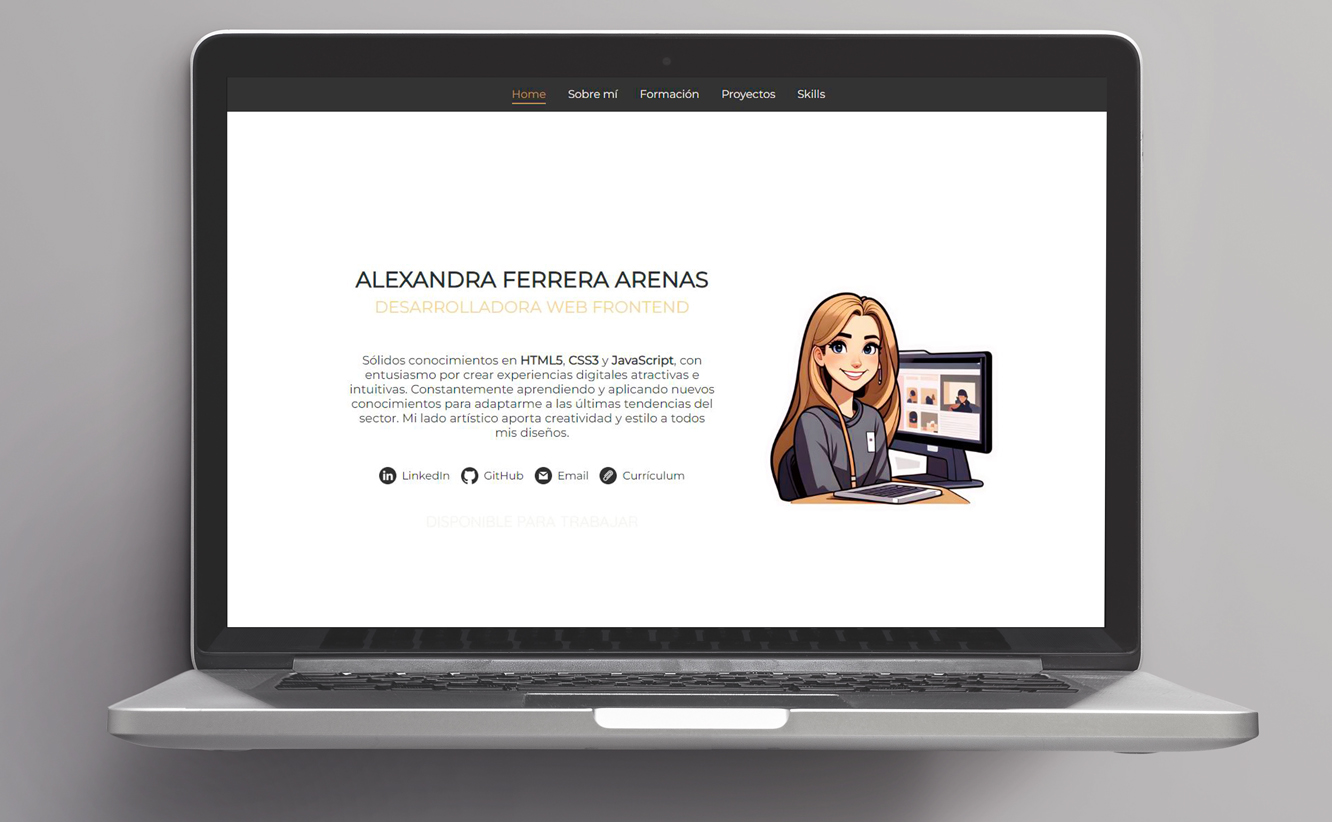 Home Sobre mí Formación Proyectos Skills
ALEXANDRA FERRERA ARENAS
DESARROLLADORA WEB FRONTEND
Sólidos conocimientos en HTML5, CSS3 y JavaScript, con
entusiasmo por crear experiencias digitales atractivas e
intuitivas. Constantemente aprendiendo y aplicando nuevos
conocimientos para adaptarme a las últimas tendencias del
sector. Mi lado artístico aporta creatividad y estilo a todos
mis diseños.
LinkedIn GitHub Email Currículum
DISPONIBLE PARA TRABAJAR